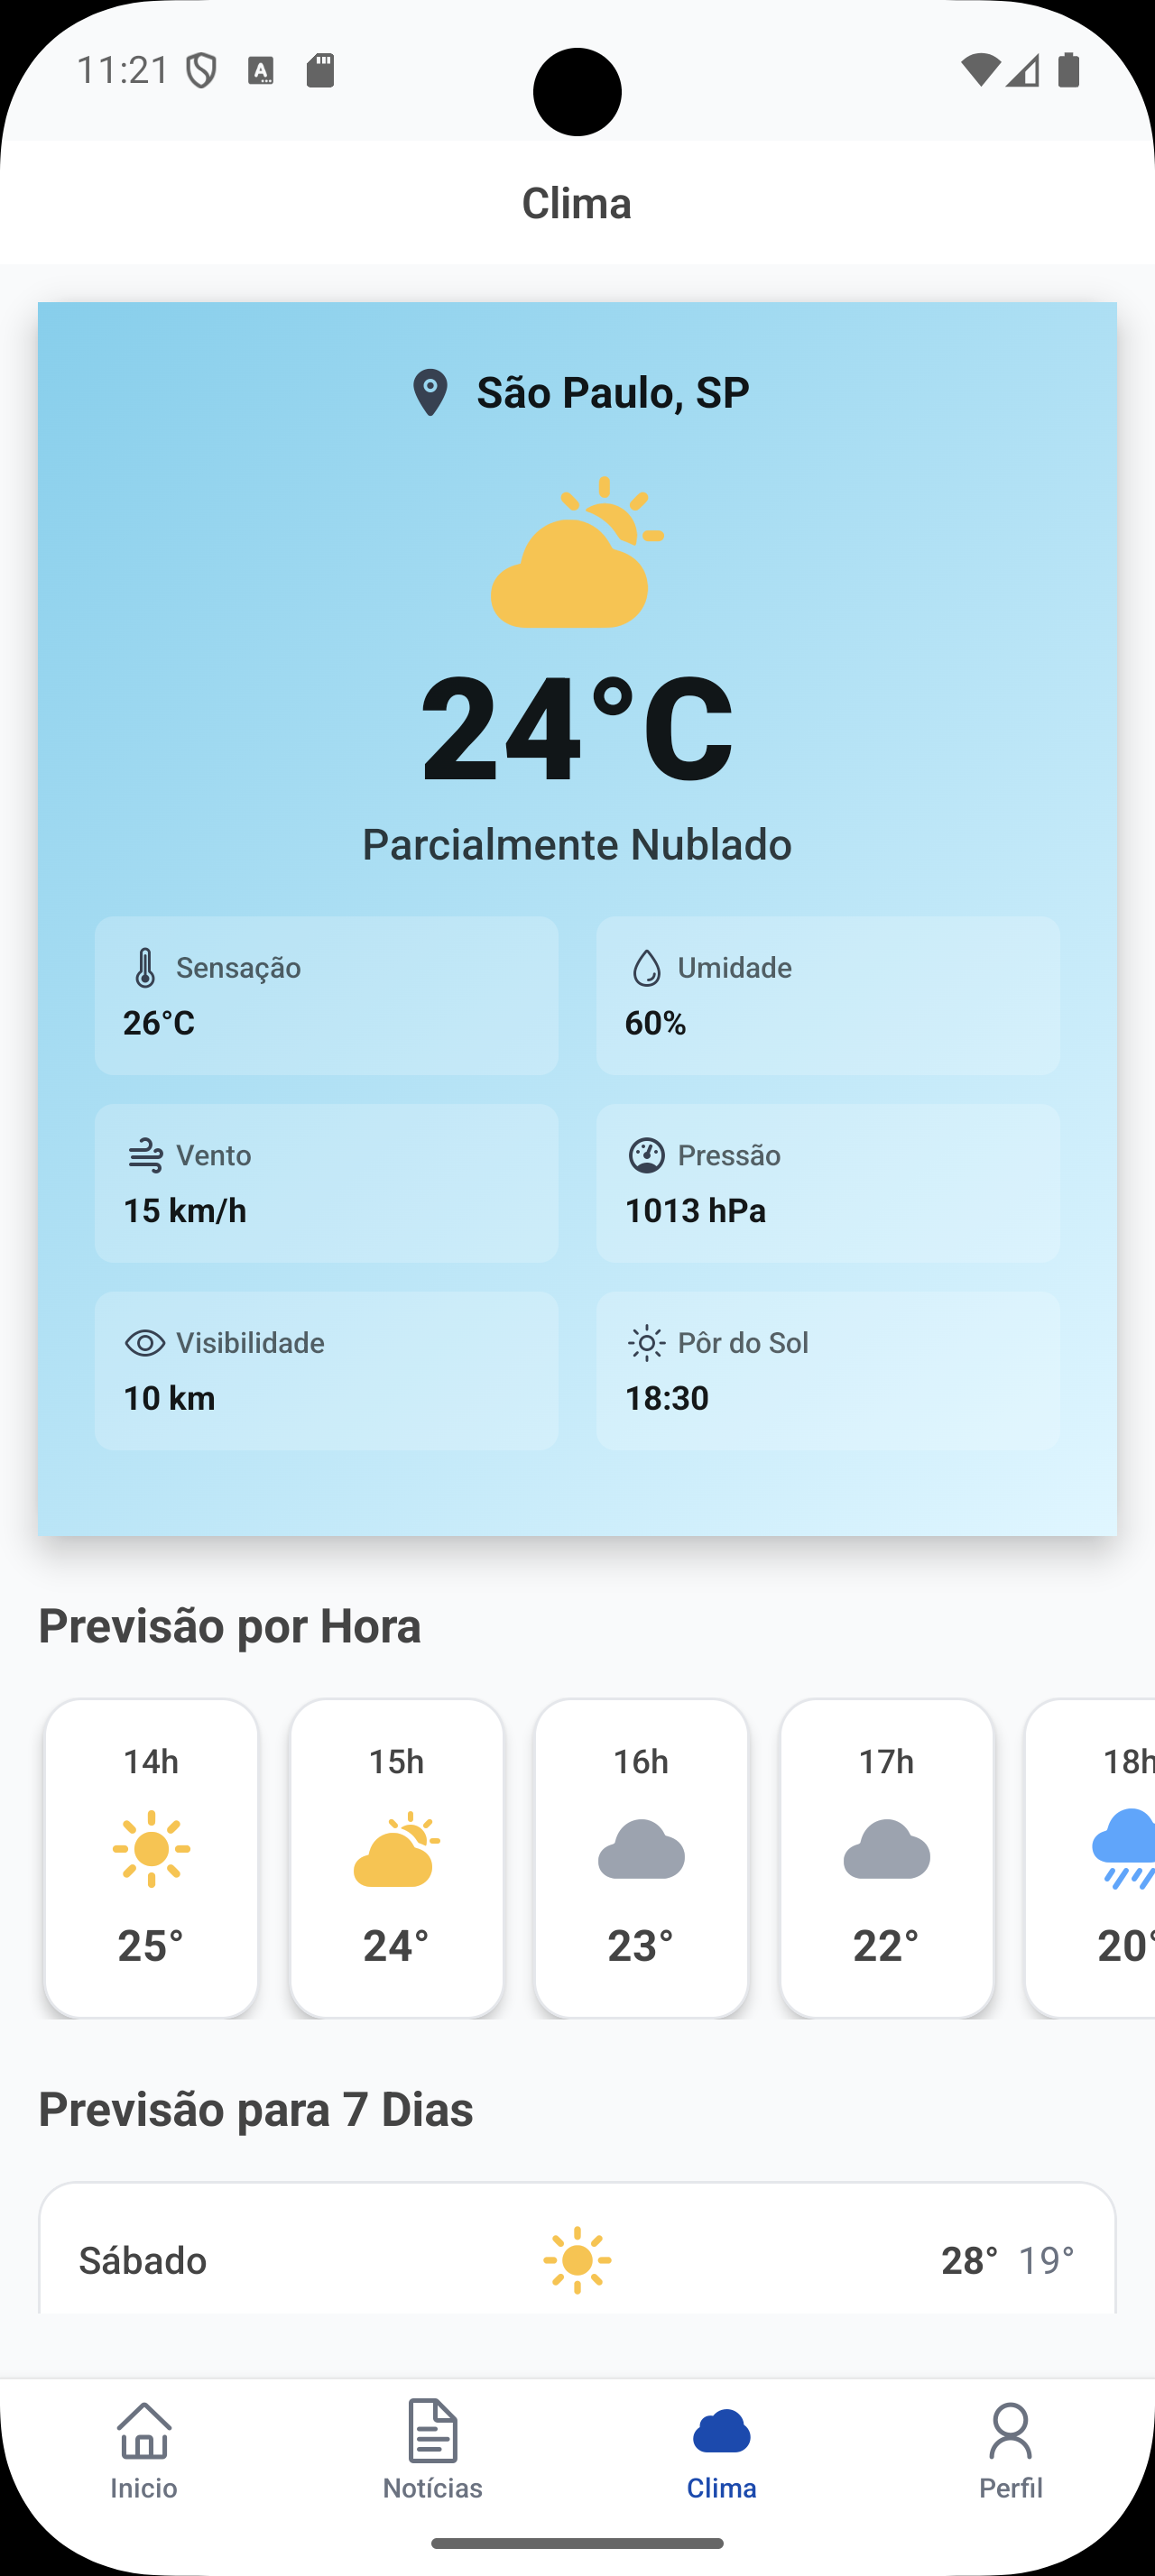 11:21
Clima
São Paulo, SP
24°C
Parcialmente Nublado
Sensação
26°C
Umidade
60%
Vento
15 km/h
Pressão
1013 hPa
Visibilidade
10 km
Pôr do Sol
18:30
Previsão por Hora
14h
25°
15h
24°
16h
23°
17h
22°
18h
20°
Previsão para 7 Dias
Sábado 28° 19°
Inicio
Notícias
Clima
Perfil